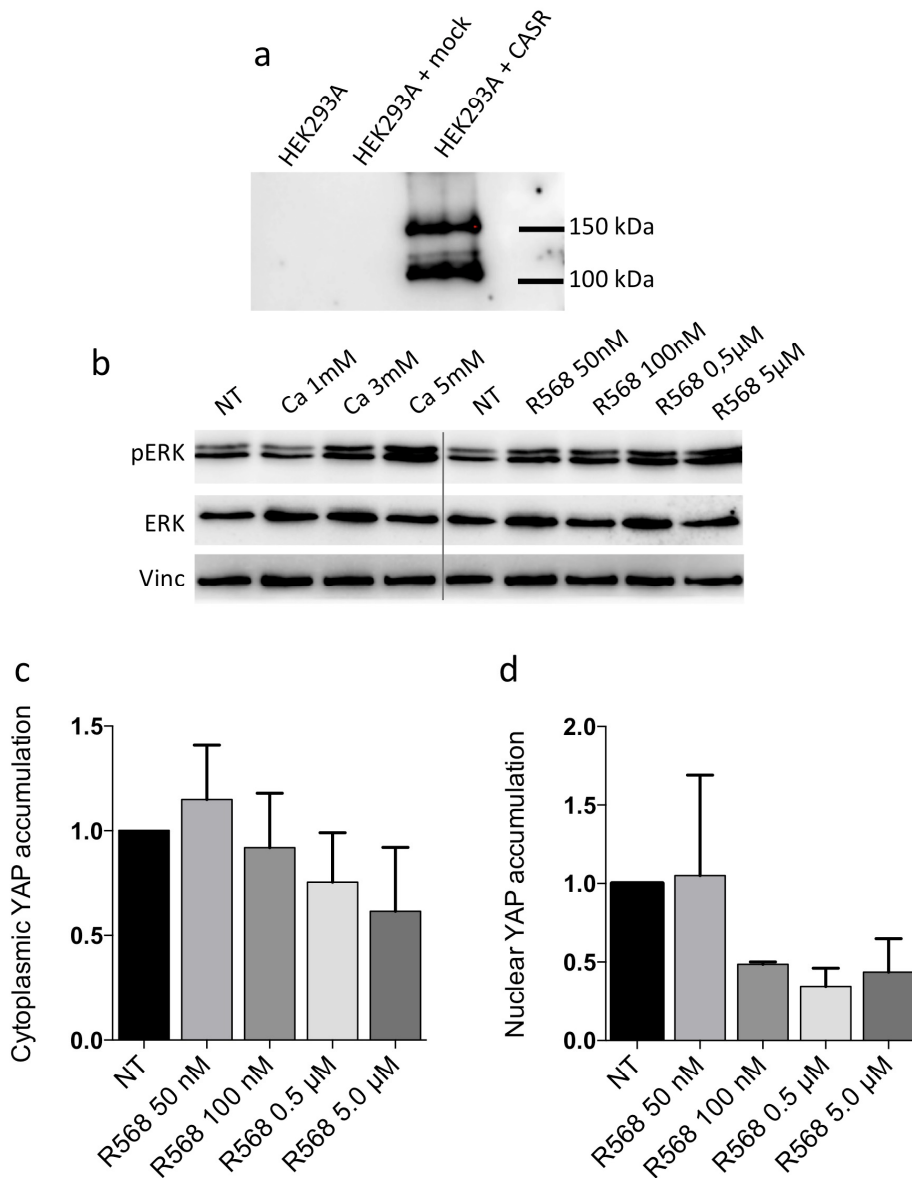 a
HEK293A
HEK293A + mock
HEK293A + CASR
150 kDa
100 kDa
b
NT
Ca 1mM
Ca 3mM
Ca 5mM
NT
R568 50nM
R568 100nM
R568 0,5µM
R568 5µM
pERK
ERK
Vinc
c
Cytoplasmic YAP accumulation
1.5
1.0
0.5
0.0
NT
R568 50 nM
R568 100 nM
R568 0.5 µM
R568 5.0 µM
d
Nuclear YAP accumulation
2.0
1.5
1.0
0.5
0.0
NT
R568 50 nM
R568 100 nM
R568 0.5 µM
R568 5.0 µM